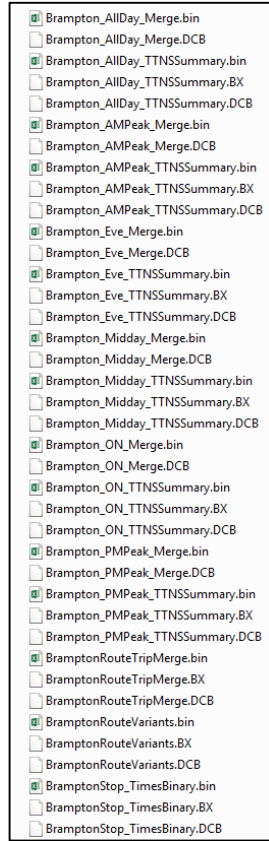 Brampton_AllDay_Merge.bin
Brampton_AllDay_Merge.DCB
Brampton_AllDay_TTNSSummary.bin
Brampton_AllDay_TTNSSummary.BX
Brampton_AllDay_TTNSSummary.DCB
Brampton_AMPeak_Merge.bin
Brampton_AMPeak_Merge.DCB
Brampton_AMPeak_TTNSSummary.bin
Brampton_AMPeak_TTNSSummary.BX
Brampton_AMPeak_TTNSSummary.DCB
Brampton_Eve_Merge.bin
Brampton_Eve_Merge.DCB
Brampton_Eve_TTNSSummary.bin
Brampton_Eve_TTNSSummary.BX
Brampton_Eve_TTNSSummary.DCB
Brampton_Midday_Merge.bin
Brampton_Midday_Merge.DCB
Brampton_Midday_TTNSSummary.bin
Brampton_Midday_TTNSSummary.BX
Brampton_Midday_TTNSSummary.DCB
Brampton_ON_Merge.bin
Brampton_ON_Merge.DCB
Brampton_ON_TTNSSummary.bin
Brampton_ON_TTNSSummary.BX
Brampton_ON_TTNSSummary.DCB
Brampton_PMPeak_Merge.bin
Brampton_PMPeak_Merge.DCB
Brampton_PMPeak_TTNSSummary.bin
Brampton_PMPeak_TTNSSummary.BX
Brampton_PMPeak_TTNSSummary.DCB
BramptonRouteTripMerge.bin
BramptonRouteTripMerge.BX
BramptonRouteTripMerge.DCB
BramptonRouteVariants.bin
BramptonRouteVariants.BX
BramptonRouteVariants.DCB
BramptonStop_TimesBinary.bin
BramptonStop_TimesBinary.BX
BramptonStop_TimesBinary.DCB